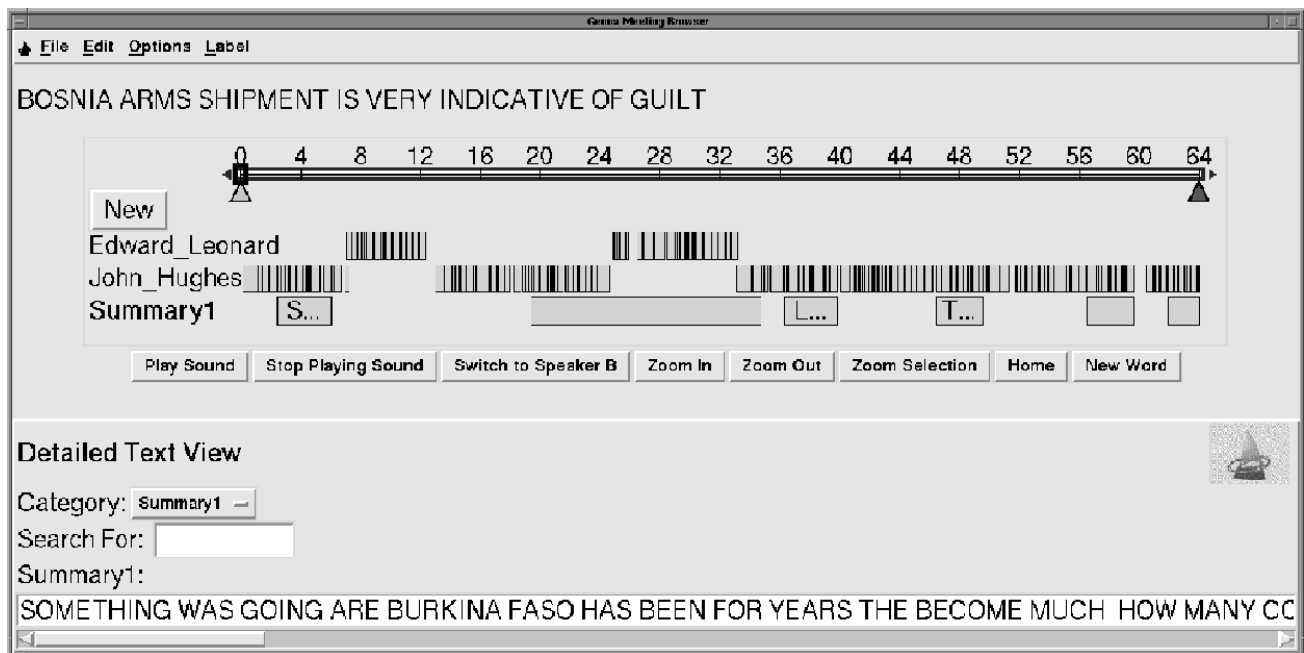 Genoa Meeting Browser
File Edit Options Label
BOSNIA ARMS SHIPMENT IS VERY INDICATIVE OF GUILT
0 4 8 12 16 20 24 28 32 36 40 44 48 52 56 60 64
New
Edward_Leonard
John_Hughes
Summary1 S... L... T...
Play Sound Stop Playing Sound Switch to Speaker B Zoom In Zoom Out Zoom Selection Home New Word
Detailed Text View
Category: Summary1
Search For:
Summary1:
SOMETHING WAS GOING ARE BURKINA FASO HAS BEEN FOR YEARS THE BECOME MUCH HOW MANY CO